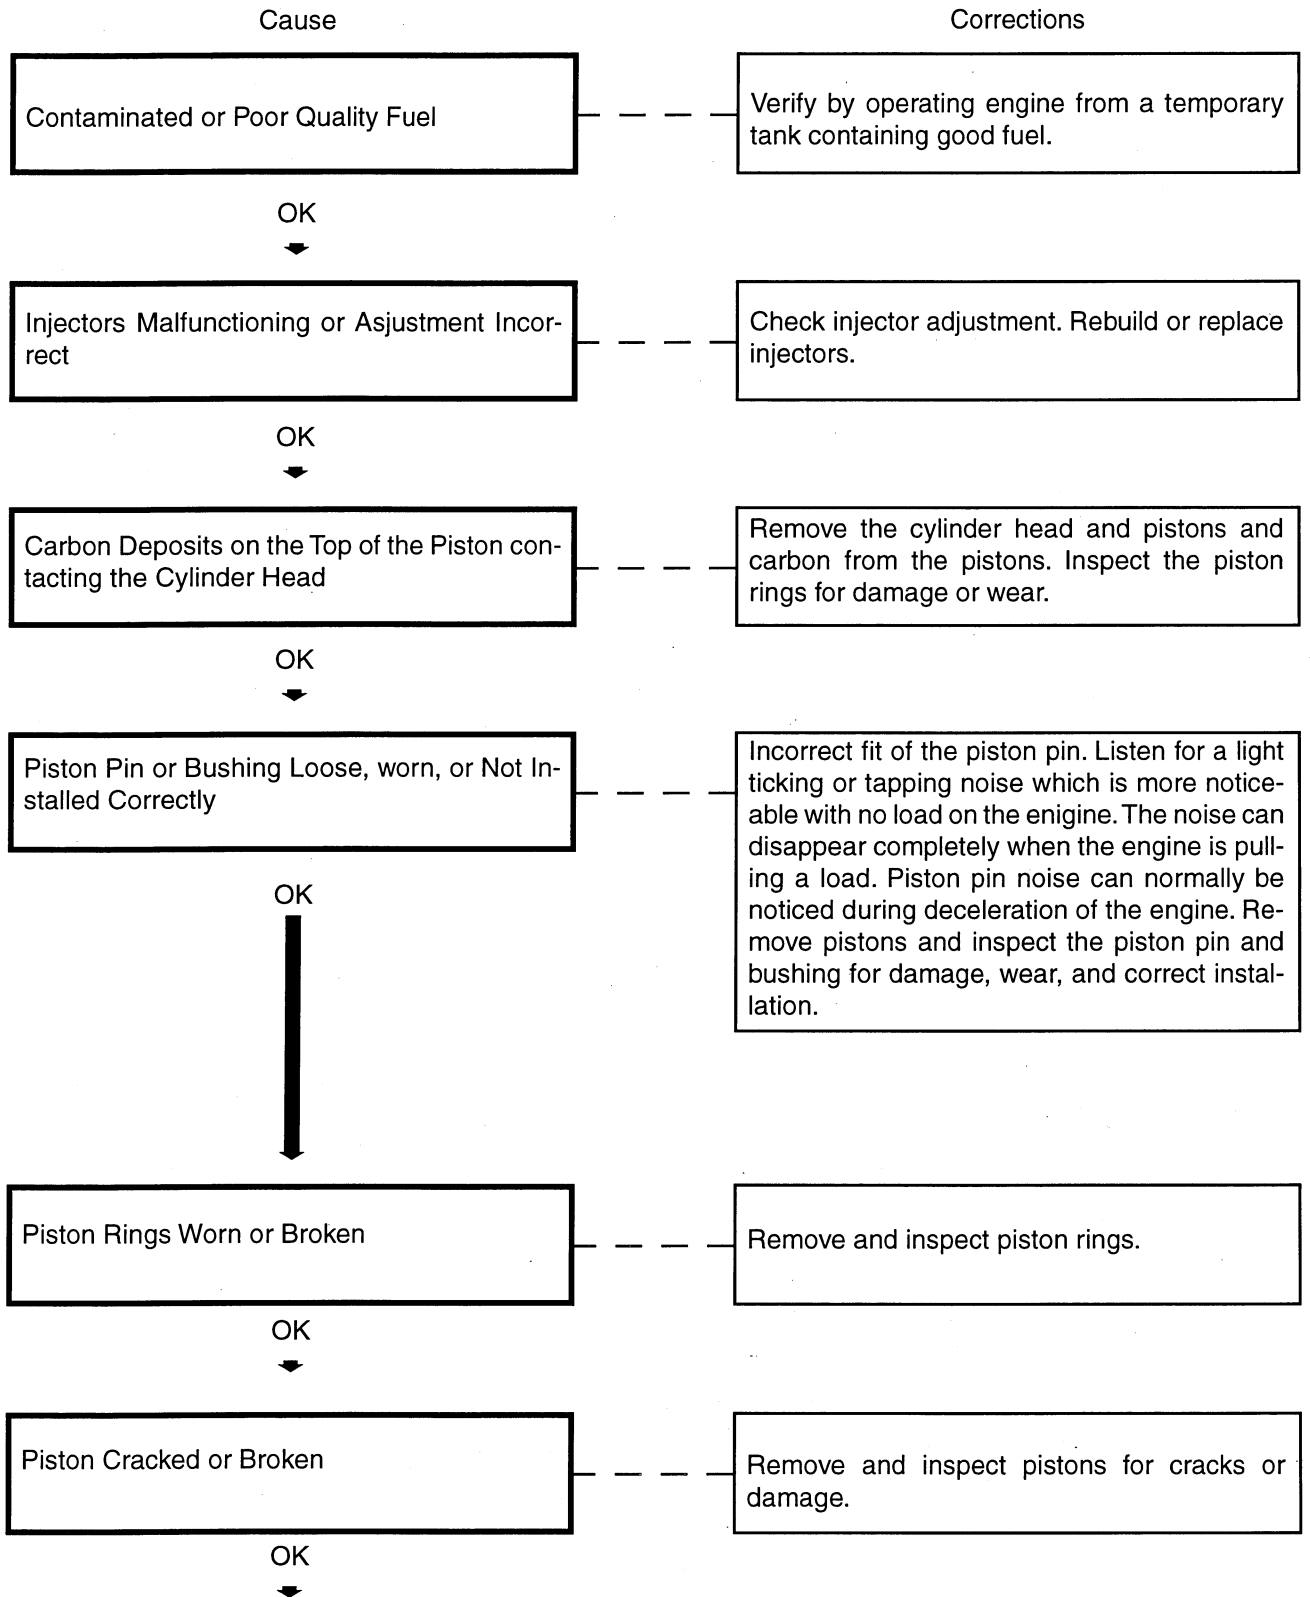 Cause
Corrections
Contaminated or Poor Quality Fuel
Verify by operating engine from a temporary
tank containing good fuel.
OK
Injectors Malfunctioning or Asjustment Incor-
rect
Check injector adjustment. Rebuild or replace
injectors.
OK
Carbon Deposits on the Top of the Piston con-
tacting the Cylinder Head
Remove the cylinder head and pistons and
carbon from the pistons. Inspect the piston
rings for damage or wear.
OK
Piston Pin or Bushing Loose, worn, or Not In-
stalled Correctly
Incorrect fit of the piston pin. Listen for a light
ticking or tapping noise which is more notice-
able with no load on the enigine. The noise can
disappear completely when the engine is pull-
ing a load. Piston pin noise can normally be
noticed during deceleration of the engine. Re-
move pistons and inspect the piston pin and
bushing for damage, wear, and correct instal-
lation.
OK
Piston Rings Worn or Broken
Remove and inspect piston rings.
OK
Piston Cracked or Broken
Remove and inspect pistons for cracks or
damage.
OK